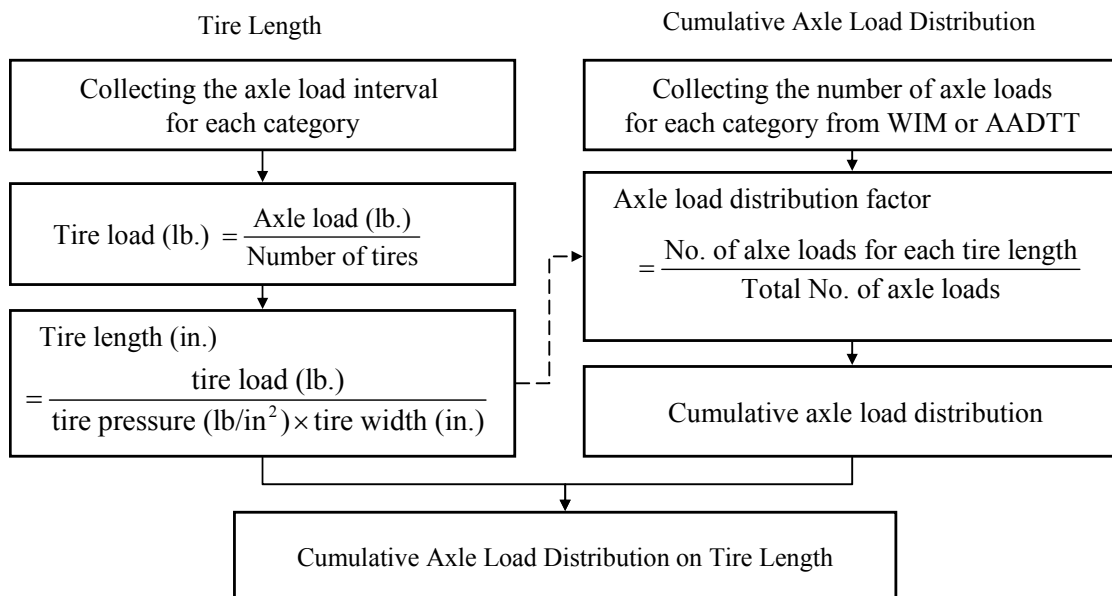 Tire Length
Collecting the axle load interval
for each category
Tire load (lb.) = Axle load (lb.) / Number of tires
Tire length (in.)
= tire load (lb.) / tire pressure (lb/in²) × tire width (in.)
Cumulative Axle Load Distribution
Collecting the number of axle loads
for each category from WIM or AADTT
Axle load distribution factor
= No. of alxe loads for each tire length / Total No. of axle loads
Cumulative axle load distribution
Cumulative Axle Load Distribution on Tire Length